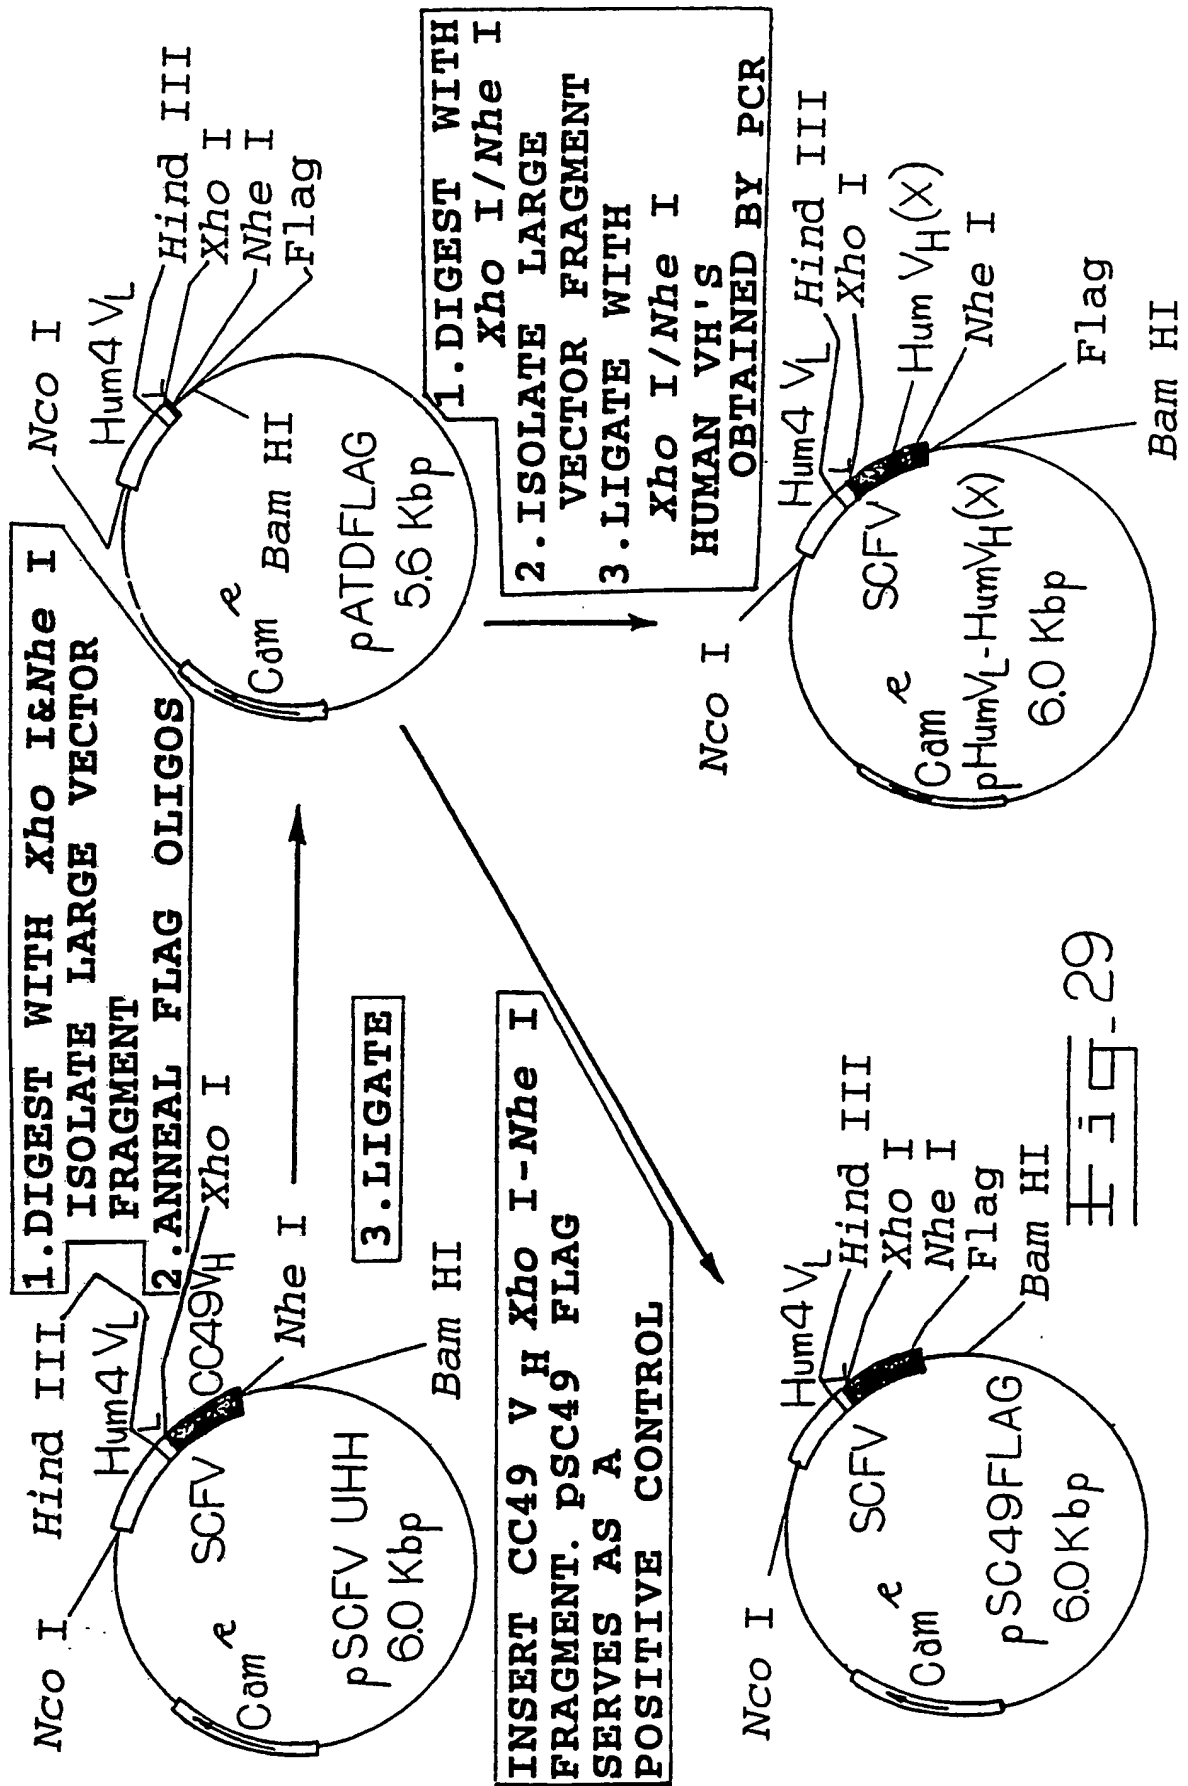 1.DIGEST WITH Xho I&Nhe I
ISOLATE LARGE VECTOR
FRAGMENT
2.ANNEAL FLAG OLIGOS
3.LIGATE
Nco I
Hind III
Hum4 VL
L
CC49VH
Xho I
Nhe I
Bam HI
SCFV
Cam r
pSCFV UHH
6.0 Kbp
Nco I
Hum4 VL
Hind III
L
Xho I
Nhe I
Flag
Bam HI
Cam r
pATDFLAG
5.6 Kbp
1.DIGEST WITH
Xho I/Nhe I
2.ISOLATE LARGE
VECTOR FRAGMENT
3.LIGATE WITH
Xho I/Nhe I
HUMAN VH'S
OBTAINED BY PCR
INSERT CC49 VH Xho I-Nhe I
FRAGMENT. pSC49 FLAG
SERVES AS A
POSITIVE CONTROL
Nco I
Hum4 VL
Hind III
L
Xho I
Nhe I
Flag
Bam HI
SCFV
Cam r
pSC49FLAG
6.0Kbp
Nco I
Hum4 VL
Hind III
L
Xho I
Hum VH(X)
Nhe I
Flag
Bam HI
SCFV
Cam r
pHumVL-HumVH(X)
6.0 Kbp
Fig-29